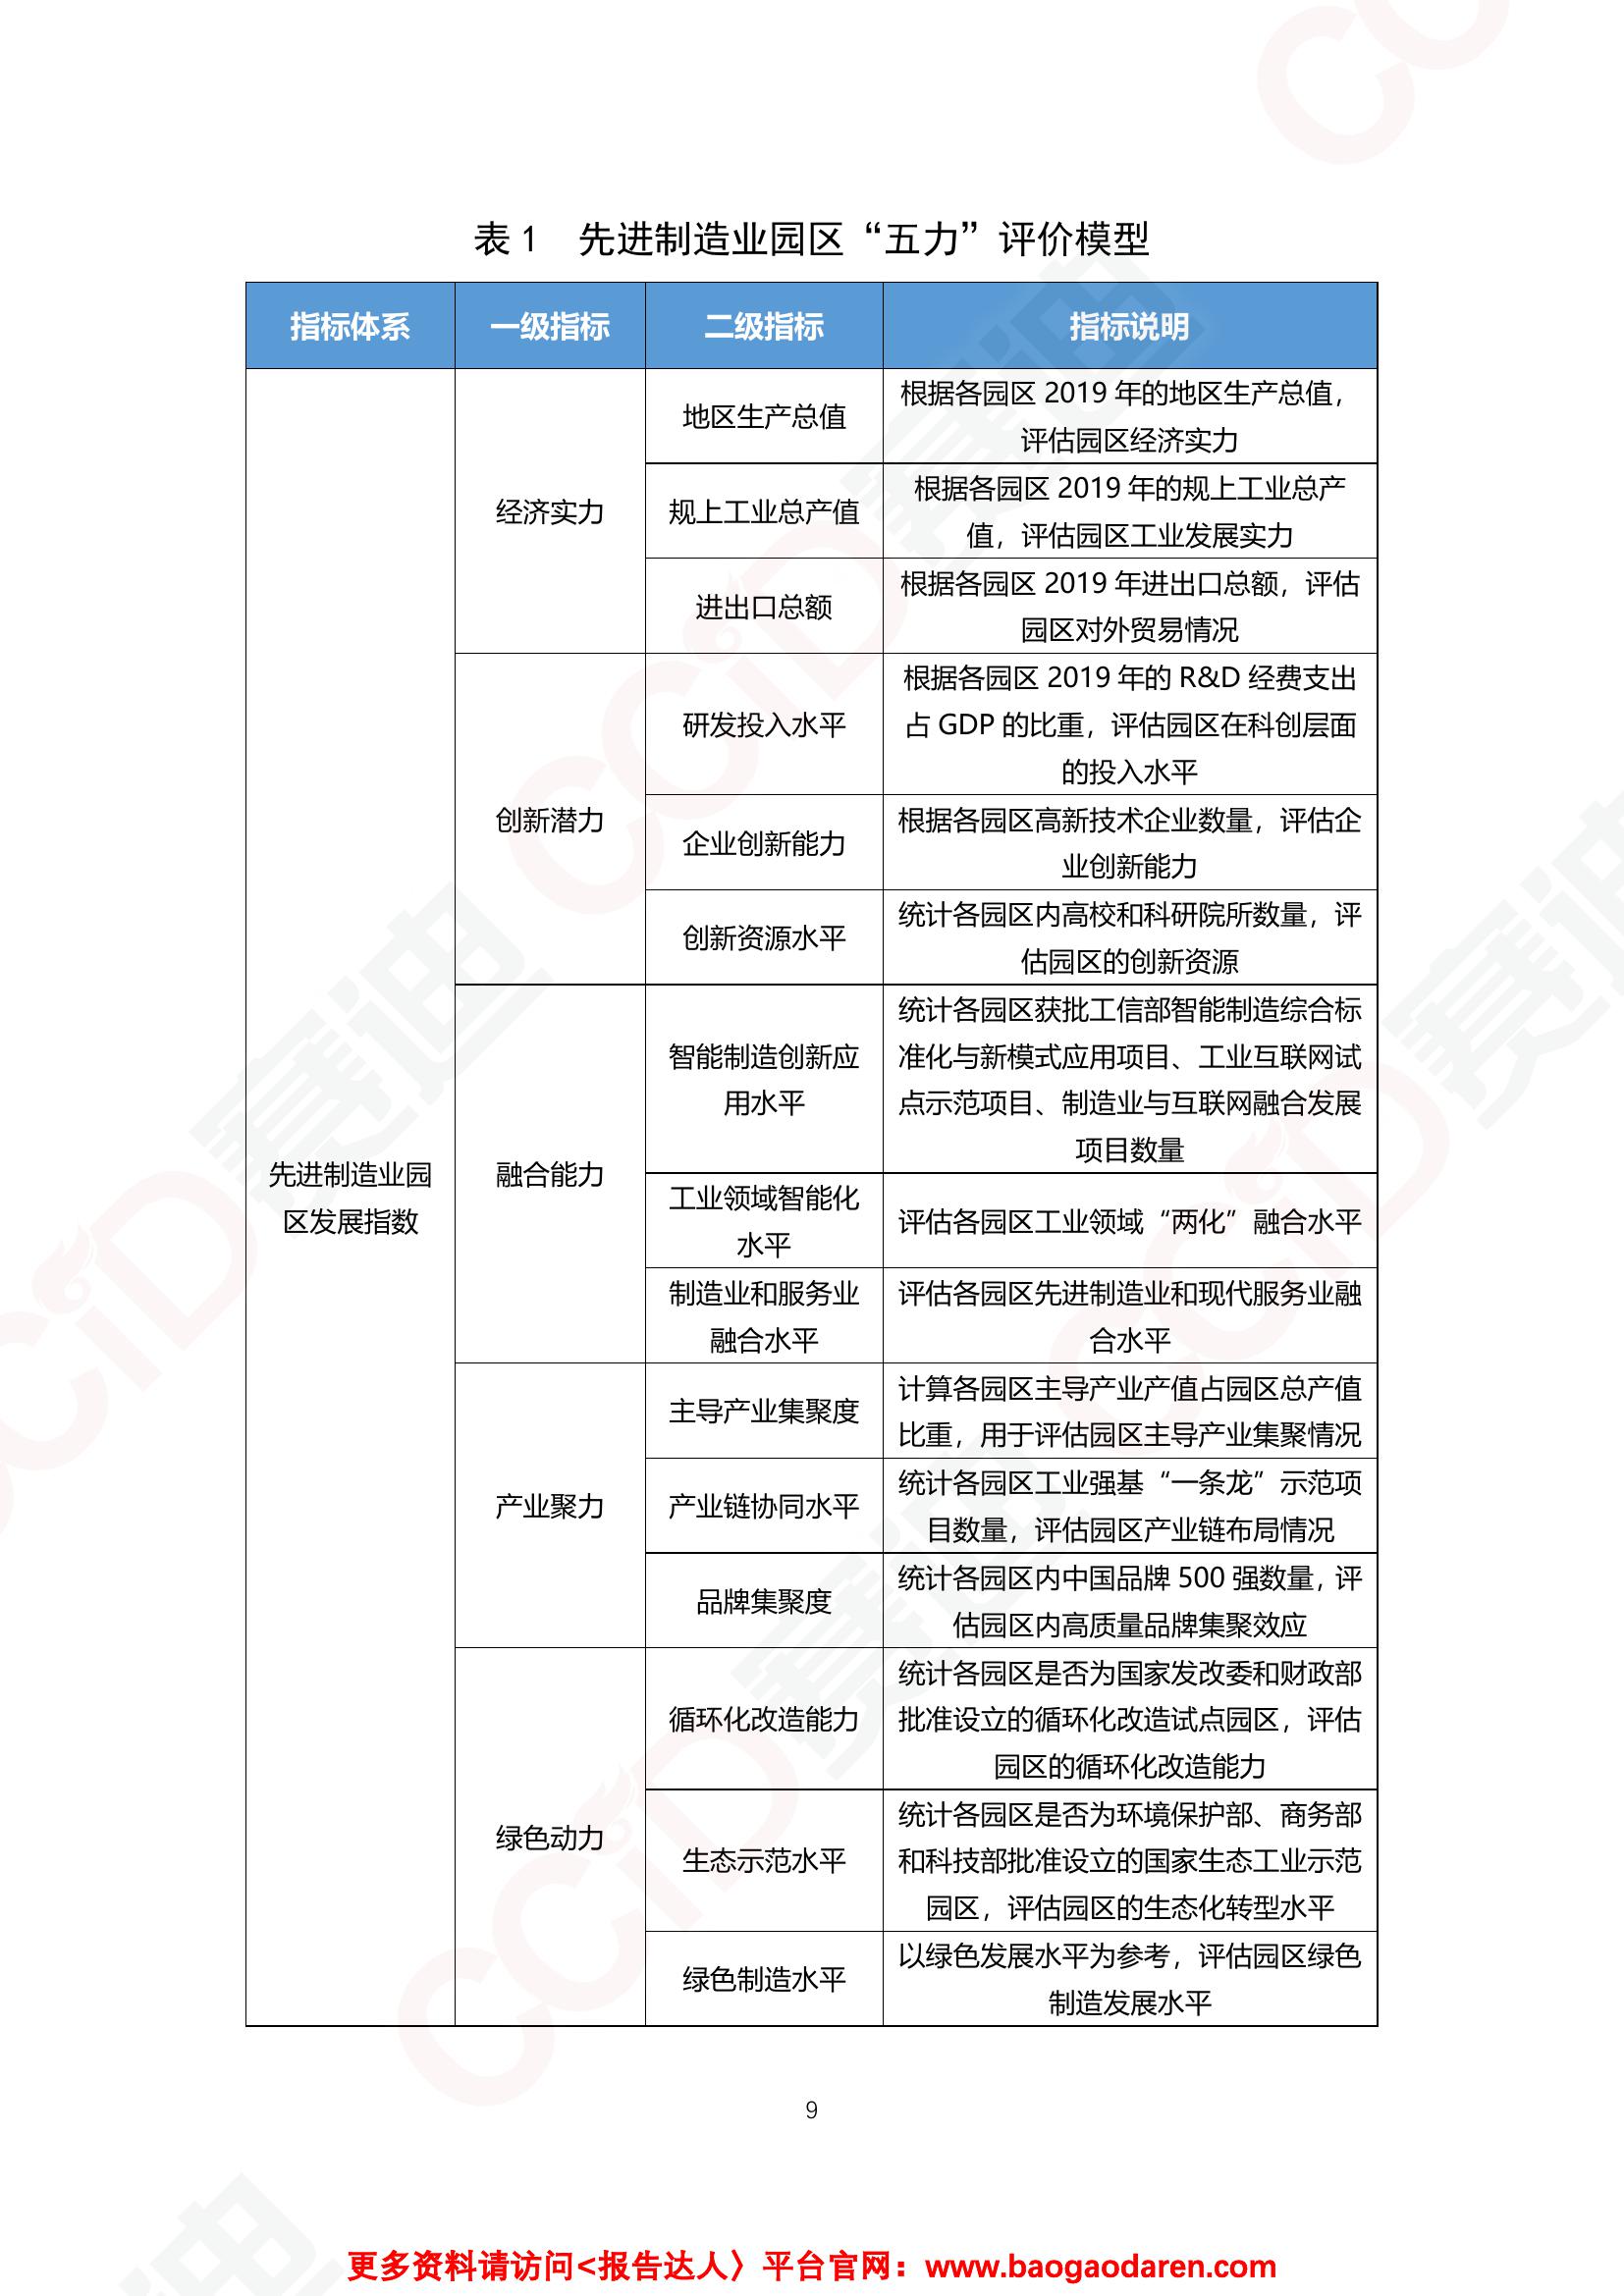 表 1 先进制造业园区“五力”评价模型
指标体系 一级指标 二级指标 指标说明
先进制造业园
区发展指数
经济实力
地区生产总值
根据各园区 2019 年的地区生产总值，
评估园区经济实力
规上工业总产值
根据各园区 2019 年的规上工业总产
值，评估园区工业发展实力
进出口总额
根据各园区 2019 年进出口总额，评估
园区对外贸易情况
创新潜力
研发投入水平
根据各园区 2019 年的 R&D 经费支出
占 GDP 的比重，评估园区在科创层面
的投入水平
企业创新能力
根据各园区高新技术企业数量，评估企
业创新能力
创新资源水平
统计各园区内高校和科研院所数量，评
估园区的创新资源
融合能力
智能制造创新应
用水平
统计各园区获批工信部智能制造综合标
准化与新模式应用项目、工业互联网试
点示范项目、制造业与互联网融合发展
项目数量
工业领域智能化
水平
评估各园区工业领域“两化”融合水平
制造业和服务业
融合水平
评估各园区先进制造业和现代服务业融
合水平
产业聚力
主导产业集聚度
计算各园区主导产业产值占园区总产值
比重，用于评估园区主导产业集聚情况
产业链协同水平
统计各园区工业强基“一条龙”示范项
目数量，评估园区产业链布局情况
品牌集聚度
统计各园区内中国品牌 500 强数量，评
估园区内高质量品牌集聚效应
绿色动力
循环化改造能力
统计各园区是否为国家发改委和财政部
批准设立的循环化改造试点园区，评估
园区的循环化改造能力
生态示范水平
统计各园区是否为环境保护部、商务部
和科技部批准设立的国家生态工业示范
园区，评估园区的生态化转型水平
绿色制造水平
以绿色发展水平为参考，评估园区绿色
制造发展水平
9
更多资料请访问<报告达人〉平台官网：www.baogaodaren.com
CCiD赛迪
CCiD赛迪
CCiD赛迪
CCiD赛迪